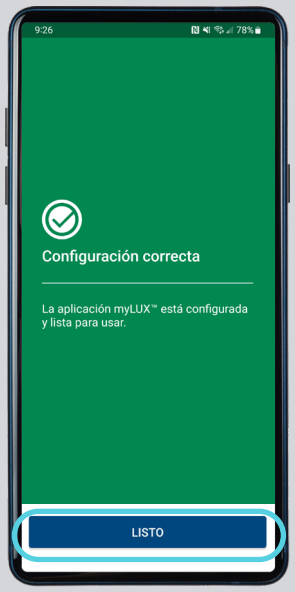 9:26
78%
Configuración correcta
La aplicación myLUX™ está configurada
y lista para usar.
LISTO